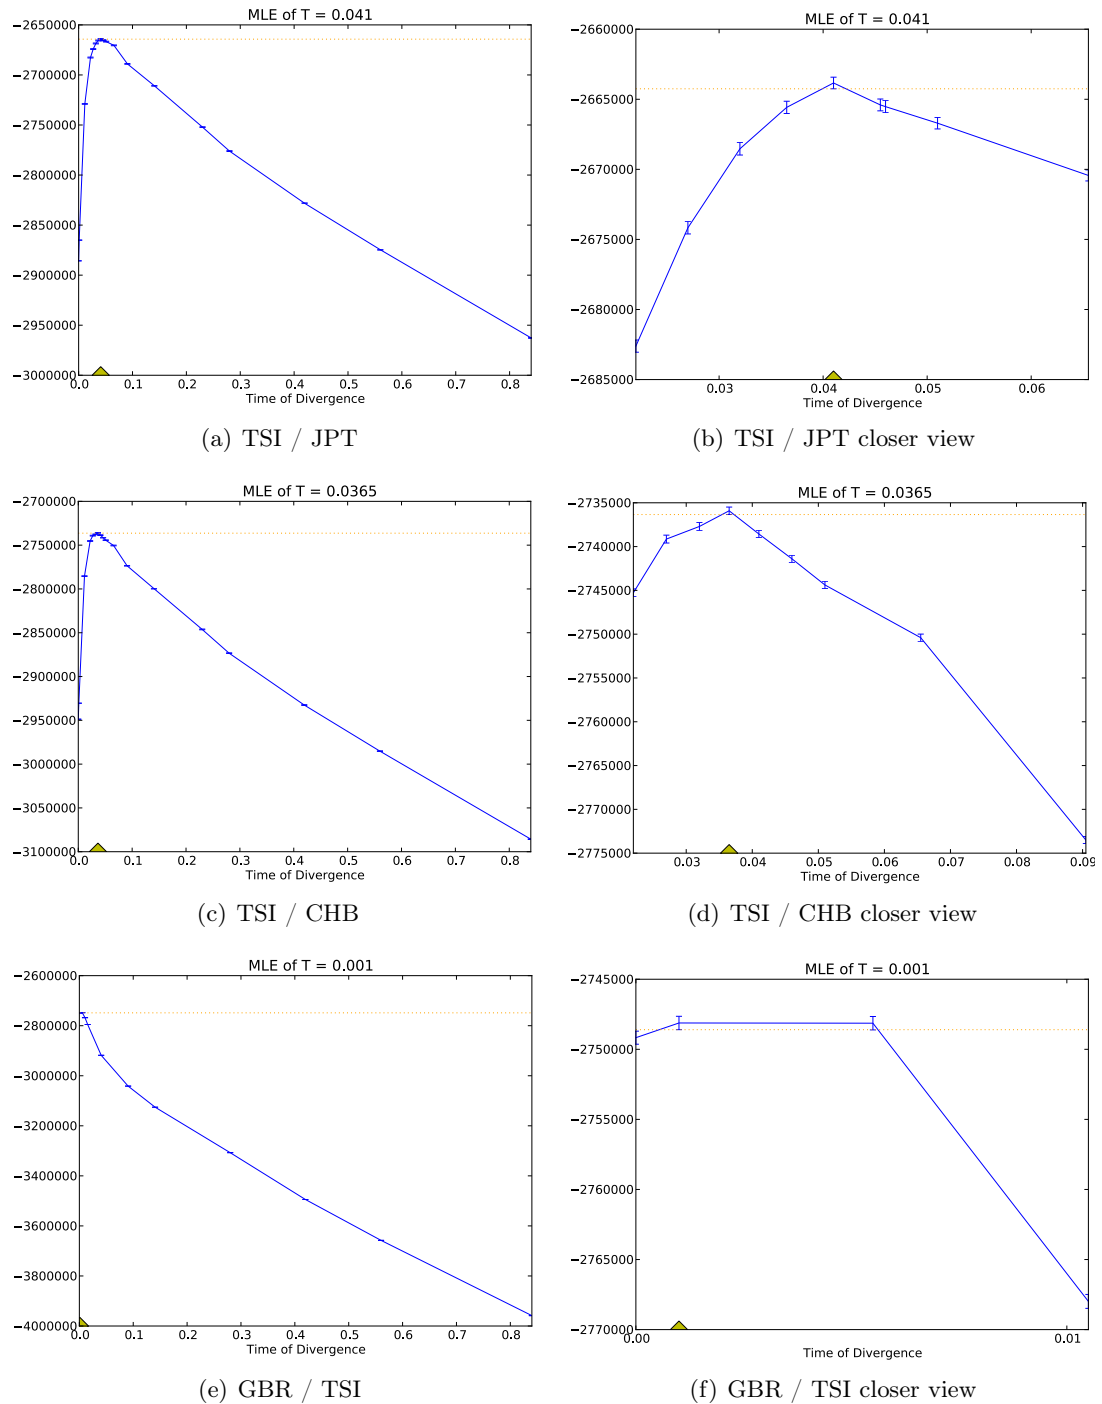 MLE of T = 0.041
−2650000
−2700000
−2750000
−2800000
−2850000
−2900000
−2950000
−3000000
0.0 0.1 0.2 0.3 0.4 0.5 0.6 0.7 0.8
Time of Divergence
(a) TSI / JPT
MLE of T = 0.041
−2660000
−2665000
−2670000
−2675000
−2680000
−2685000
0.03 0.04 0.05 0.06
Time of Divergence
(b) TSI / JPT closer view
MLE of T = 0.0365
−2700000
−2750000
−2800000
−2850000
−2900000
−2950000
−3000000
−3050000
−3100000
0.0 0.1 0.2 0.3 0.4 0.5 0.6 0.7 0.8
Time of Divergence
(c) TSI / CHB
MLE of T = 0.0365
−2735000
−2740000
−2745000
−2750000
−2755000
−2760000
−2765000
−2770000
−2775000
0.03 0.04 0.05 0.06 0.07 0.08 0.09
Time of Divergence
(d) TSI / CHB closer view
MLE of T = 0.001
−2600000
−2800000
−3000000
−3200000
−3400000
−3600000
−3800000
−4000000
0.0 0.1 0.2 0.3 0.4 0.5 0.6 0.7 0.8
Time of Divergence
(e) GBR / TSI
MLE of T = 0.001
−2745000
−2750000
−2755000
−2760000
−2765000
−2770000
0.00 0.01
Time of Divergence
(f) GBR / TSI closer view